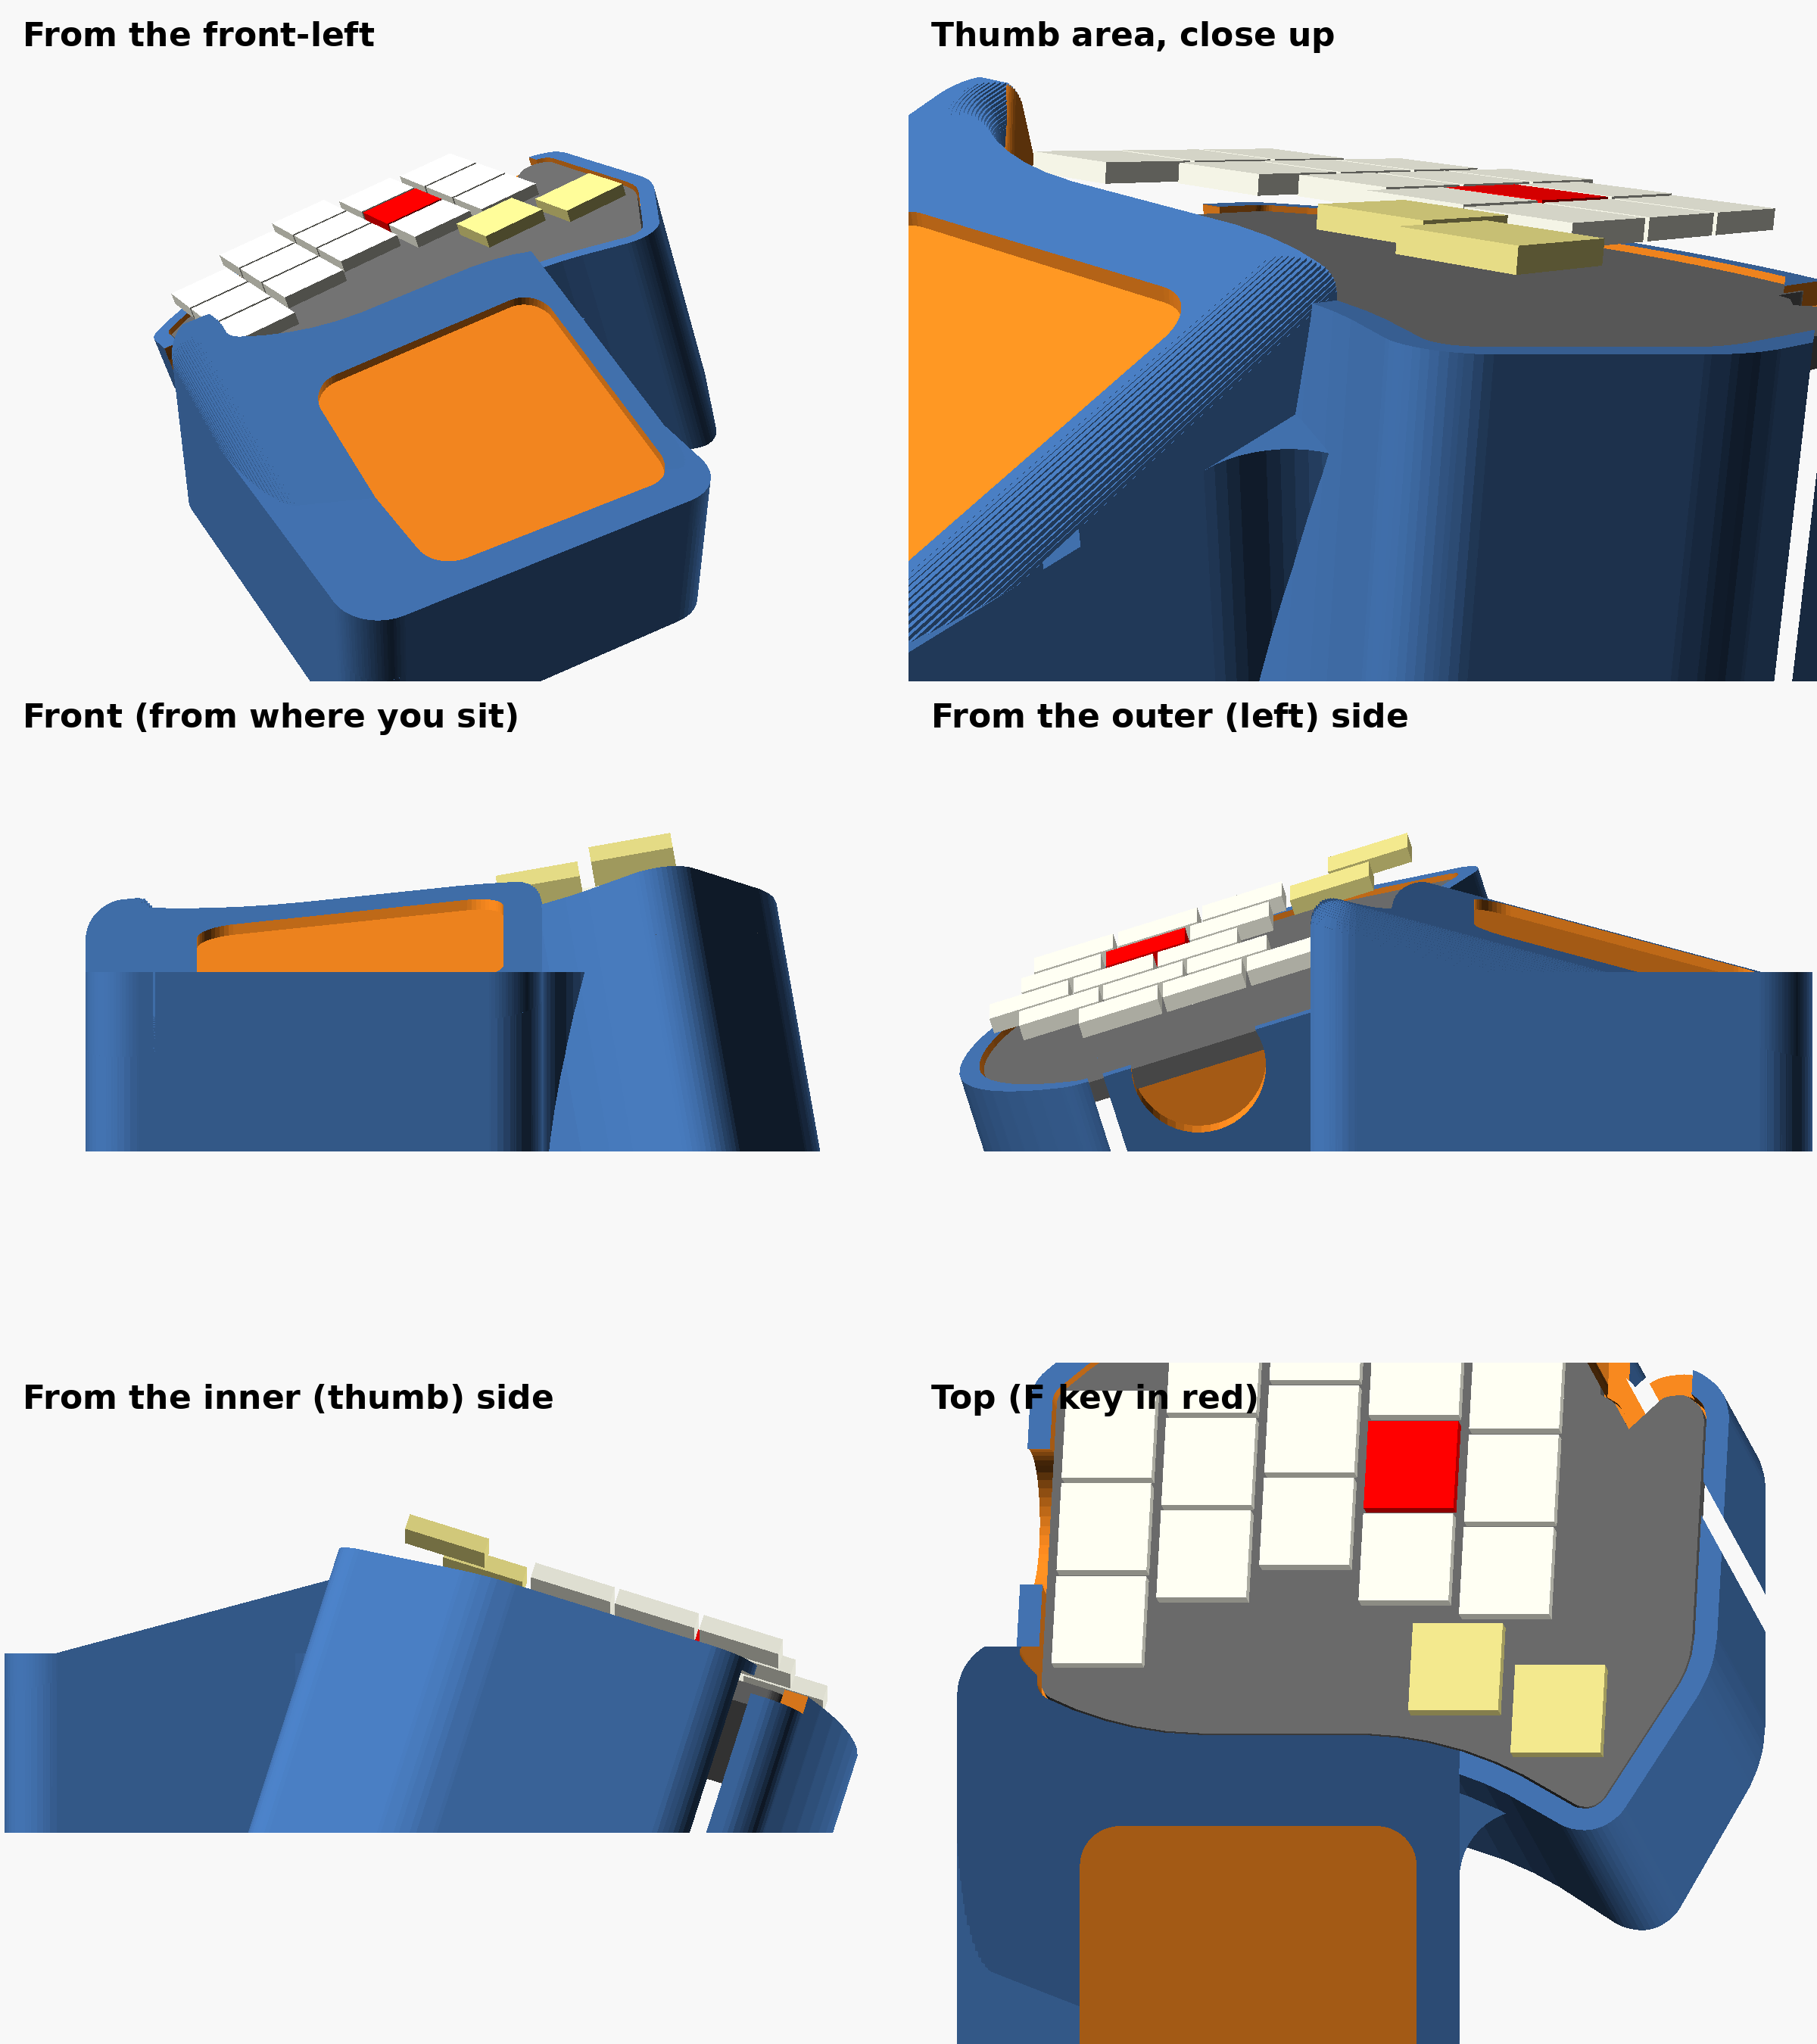 From the front-left
Thumb area, close up
Front (from where you sit)
From the outer (left) side
From the inner (thumb) side
Top (F key in red)